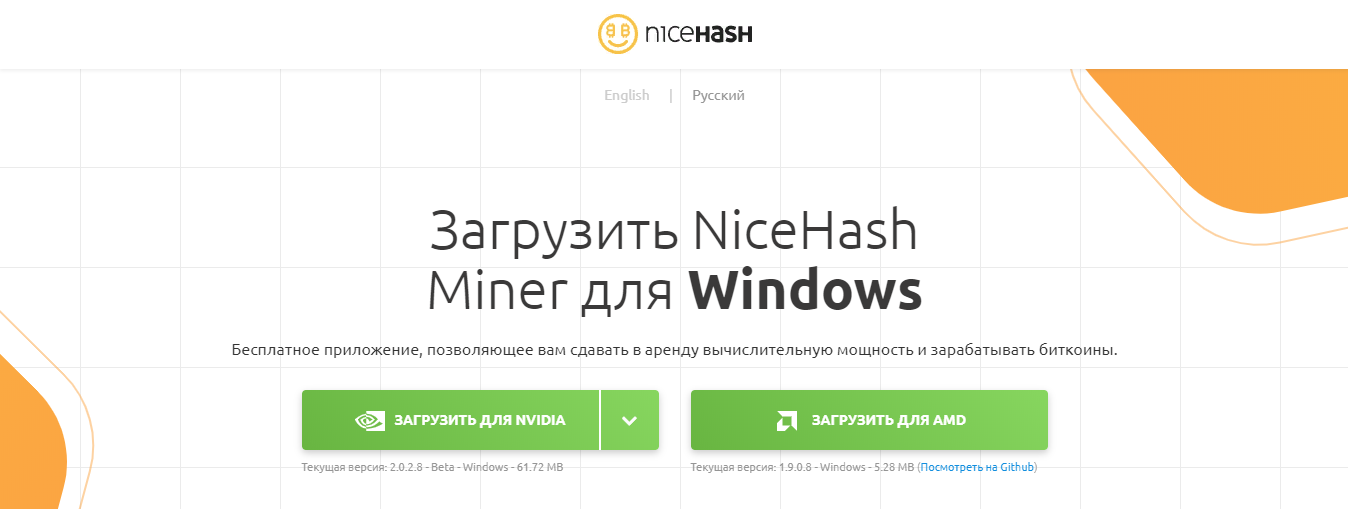 nıceHasH
English | Русский
Загрузить NiceHash
Miner для Windows
Бесплатное приложение, позволяющее вам сдавать в аренду вычислительную мощность и зарабатывать биткоины.
ЗАГРУЗИТЬ ДЛЯ NVIDIA
ЗАГРУЗИТЬ ДЛЯ AMD
Текущая версия: 2.0.2.8 - Beta - Windows - 61.72 MB
Текущая версия: 1.9.0.8 - Windows - 5.28 MB (Посмотреть на Github)